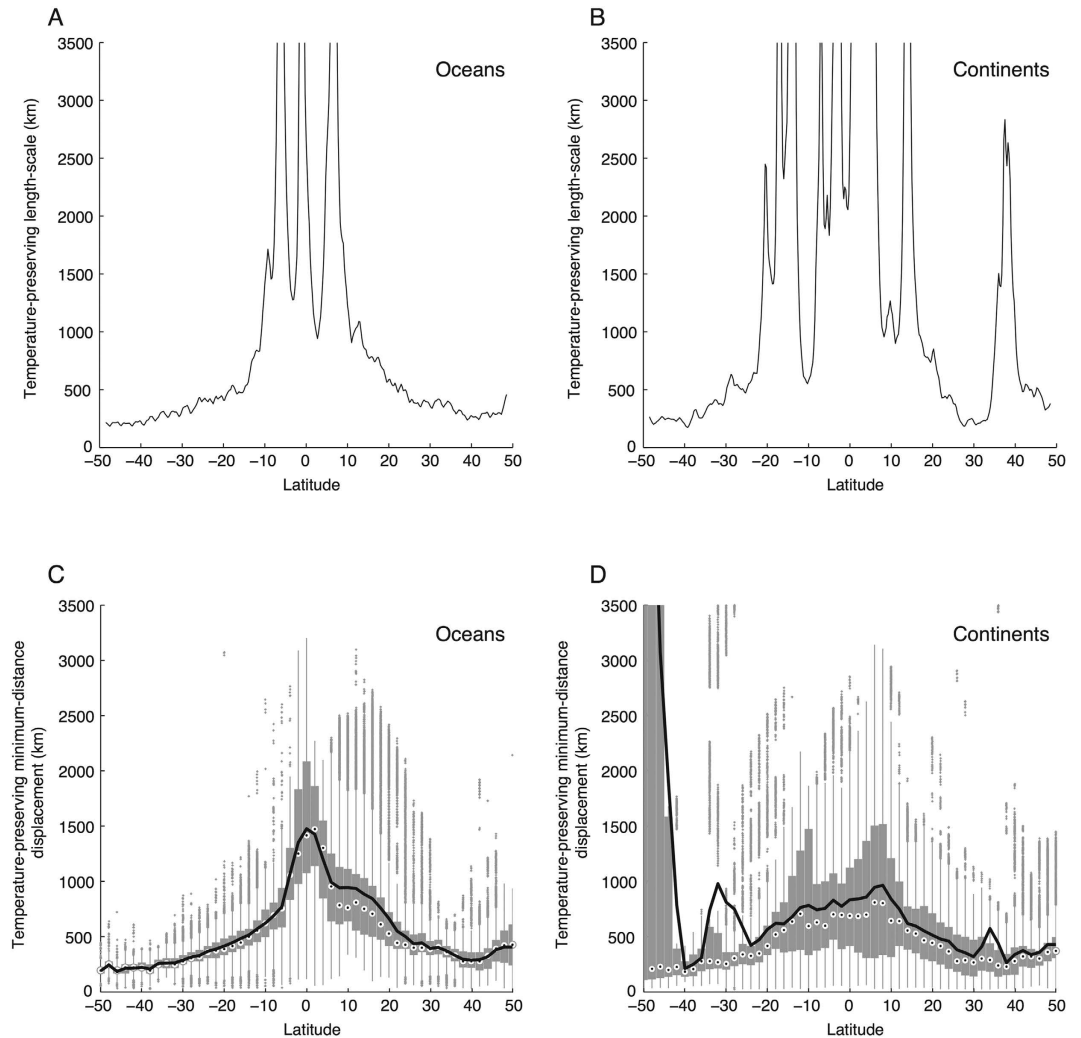 A
Oceans
Temperature-preserving length-scale (km)
3500
3000
2500
2000
1500
1000
500
0
−50 −40 −30 −20 −10 0 10 20 30 40 50
Latitude
B
Continents
Temperature-preserving length-scale (km)
3500
3000
2500
2000
1500
1000
500
0
−50 −40 −30 −20 −10 0 10 20 30 40 50
Latitude
C
Oceans
Temperature-preserving minimum-distance
displacement (km)
3500
3000
2500
2000
1500
1000
500
0
−50 −40 −30 −20 −10 0 10 20 30 40 50
Latitude
D
Continents
Temperature-preserving minimum-distance
displacement (km)
3500
3000
2500
2000
1500
1000
500
0
−50 −40 −30 −20 −10 0 10 20 30 40 50
Latitude